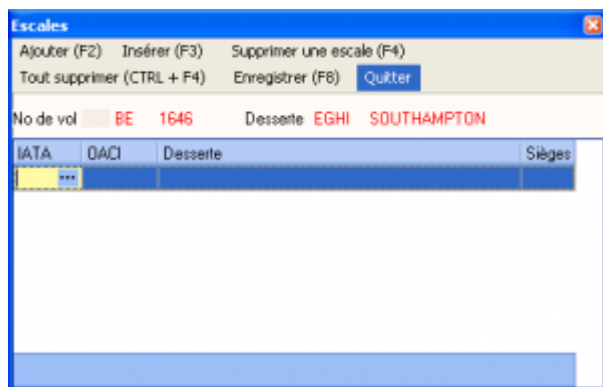 Escales
Ajouter (F2) Insérer (F3) Supprimer une escale (F4)
Tout supprimer (CTRL + F4) Enregistrer (F8) Quitter
No de vol BE 1646 Desserte EGHI SOUTHAMPTON
IATA OACI Desserte Sièges
...